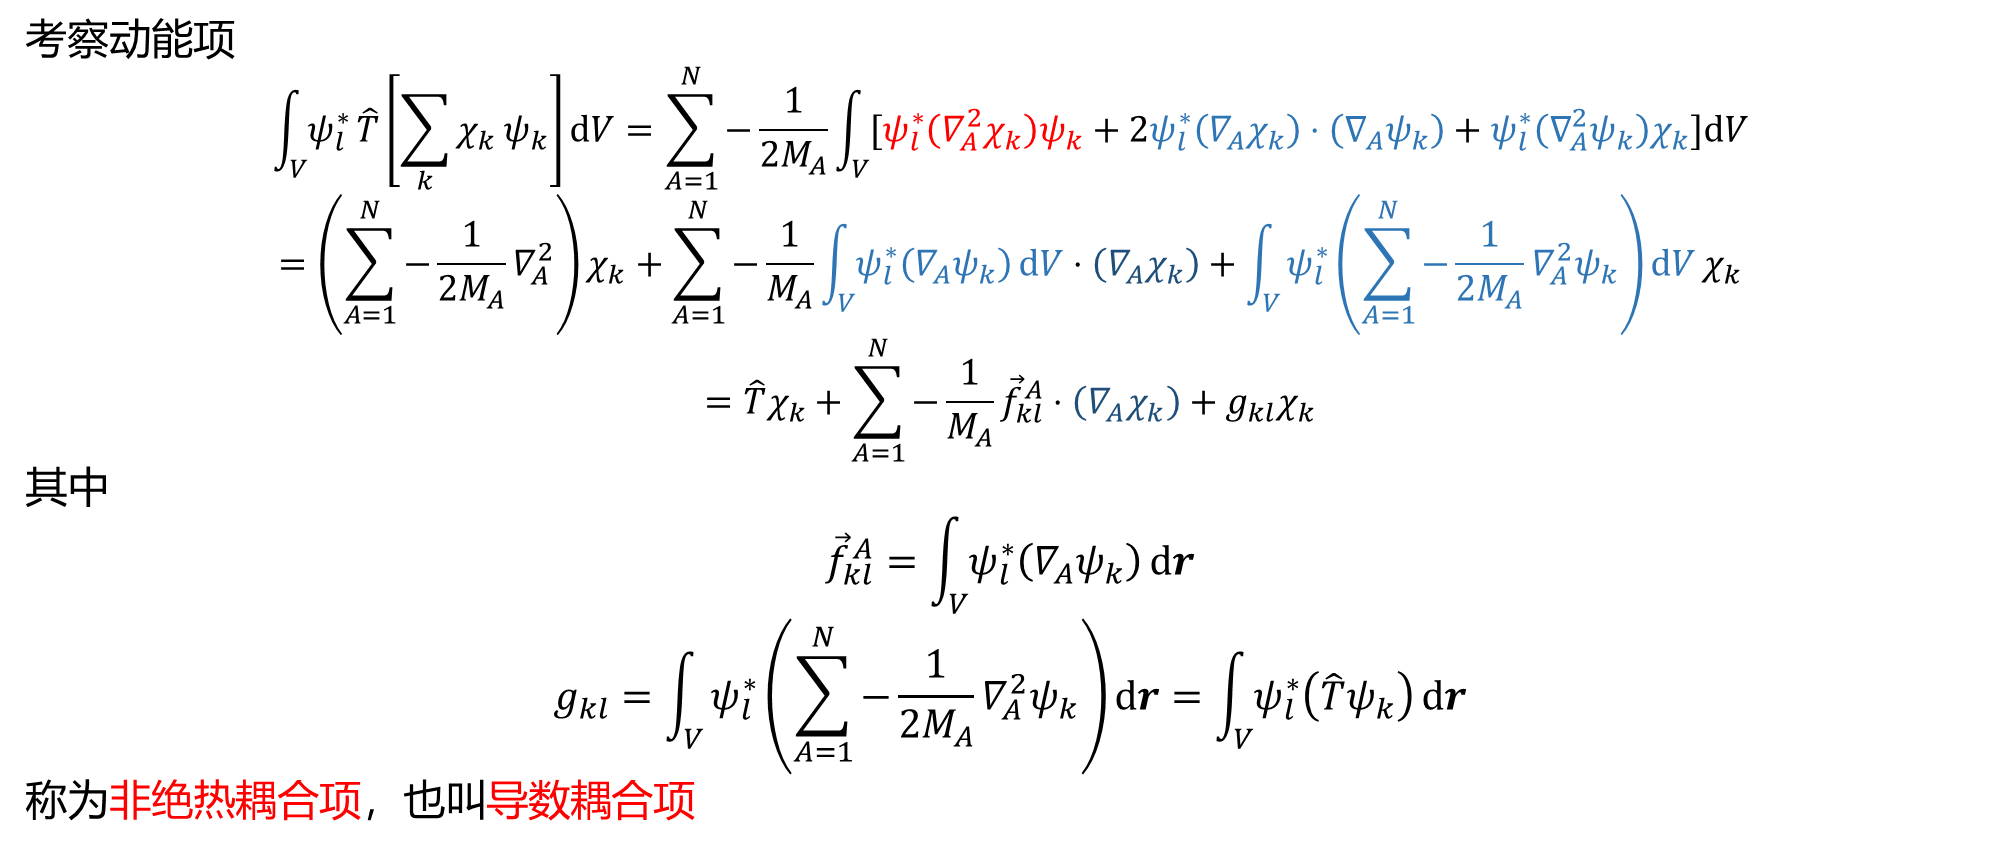 考察动能项
∫_V ψ_l^* T̂ [∑_k χ_k ψ_k] dV = ∑_{A=1}^N − 1/(2M_A) ∫_V [ψ_l^*(∇_A^2 χ_k)ψ_k + 2ψ_l^*(∇_A χ_k) · (∇_A ψ_k) + ψ_l^*(∇_A^2 ψ_k)χ_k] dV
= (∑_{A=1}^N − 1/(2M_A) ∇_A^2) χ_k + ∑_{A=1}^N − 1/M_A ∫_V ψ_l^*(∇_A ψ_k) dV · (∇_A χ_k) + ∫_V ψ_l^* (∑_{A=1}^N − 1/(2M_A) ∇_A^2 ψ_k) dV χ_k
= T̂χ_k + ∑_{A=1}^N − 1/M_A f⃗_{kl}^A · (∇_A χ_k) + g_{kl}χ_k
其中
f⃗_{kl}^A = ∫_V ψ_l^*(∇_A ψ_k) d𝒓
g_{kl} = ∫_V ψ_l^* (∑_{A=1}^N − 1/(2M_A) ∇_A^2 ψ_k) d𝒓 = ∫_V ψ_l^*(T̂ψ_k) d𝒓
称为非绝热耦合项，也叫导数耦合项